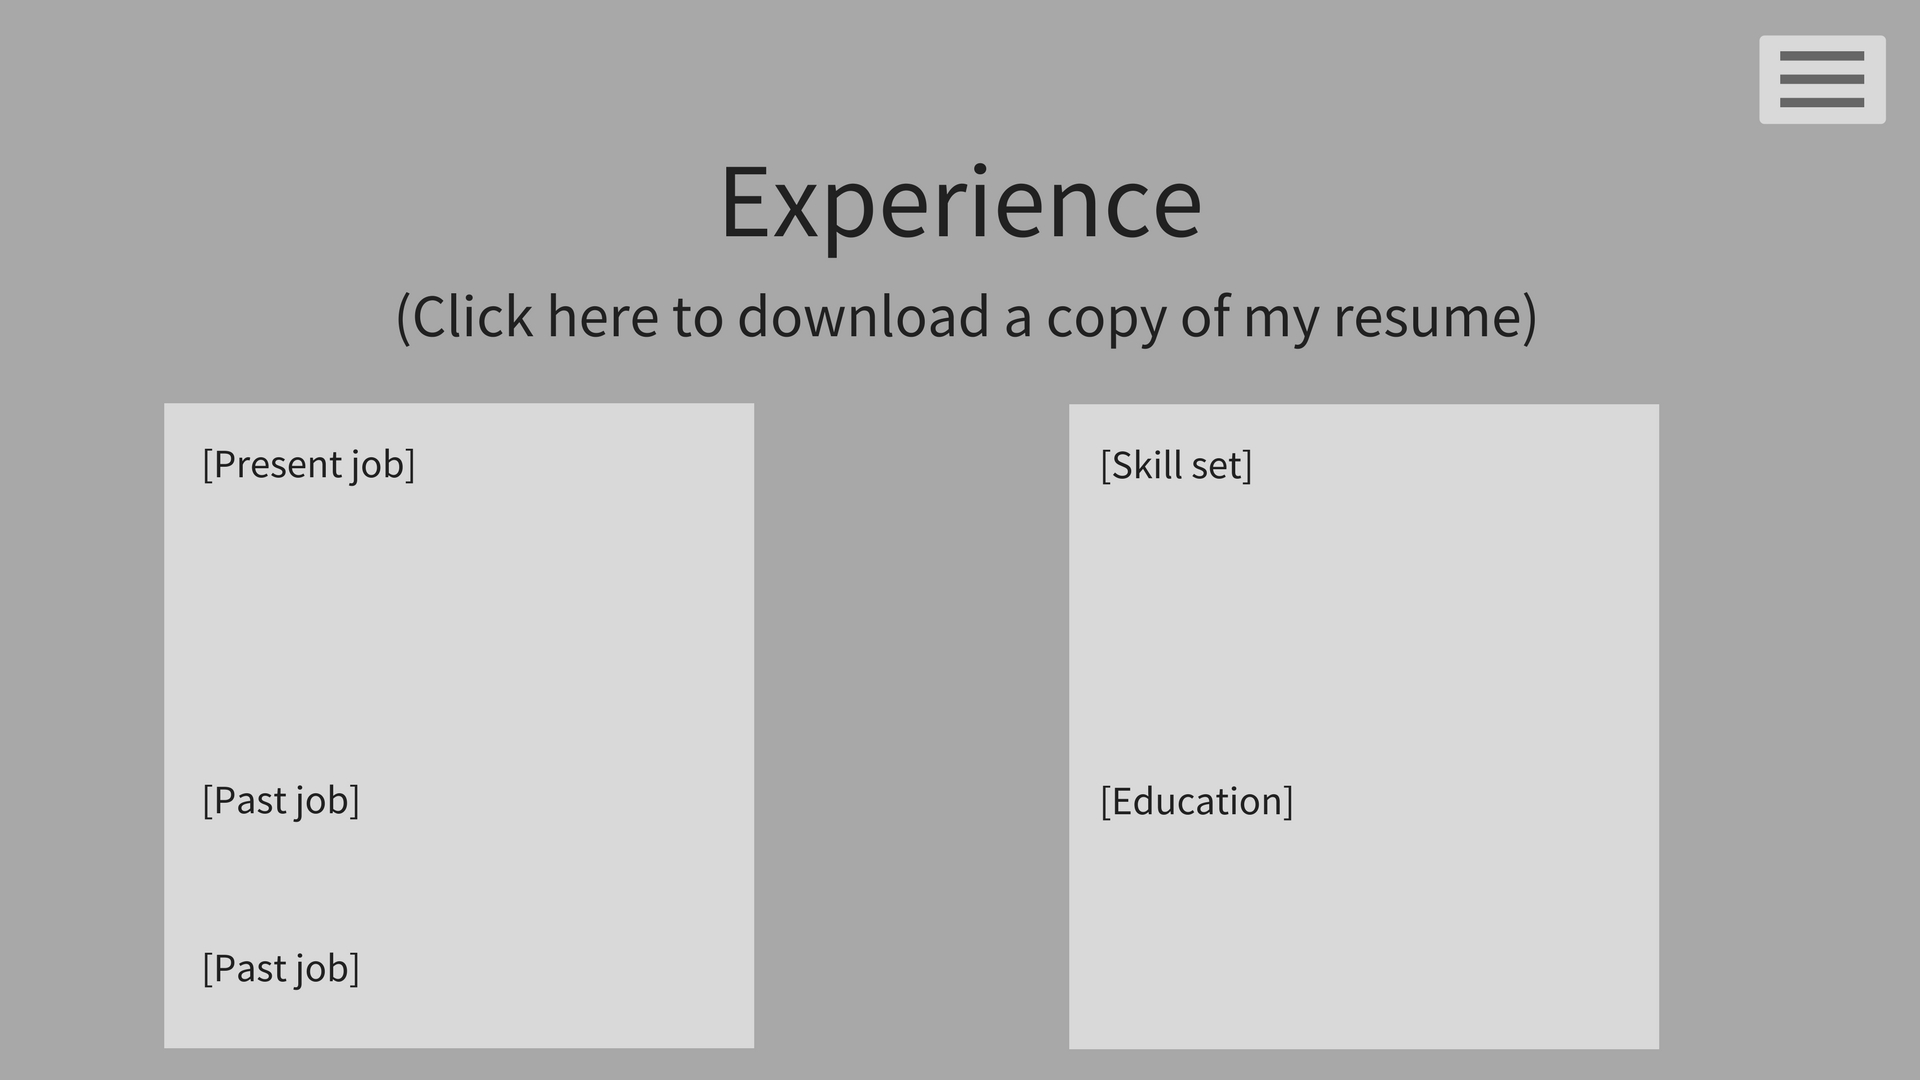 Experience
(Click here to download a copy of my resume)
[Present job]
[Past job]
[Past job]
[Skill set]
[Education]